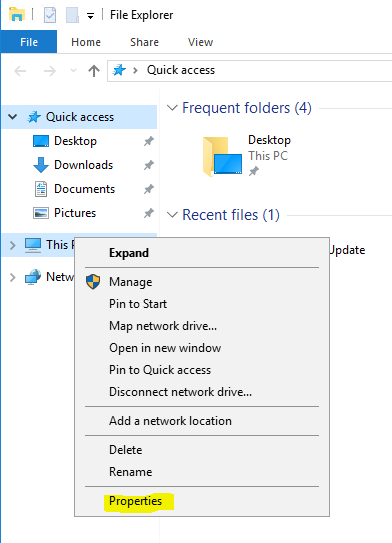 File Explorer
File
Home
Share
View
Quick access
Quick access
Desktop
Downloads
Documents
Pictures
This
Frequent folders (4)
Desktop
This PC
Recent files (1)
Update
Expand
Manage
Pin to Start
Map network drive...
Open in new window
Pin to Quick access
Disconnect network drive...
Add a network location
Delete
Rename
Properties